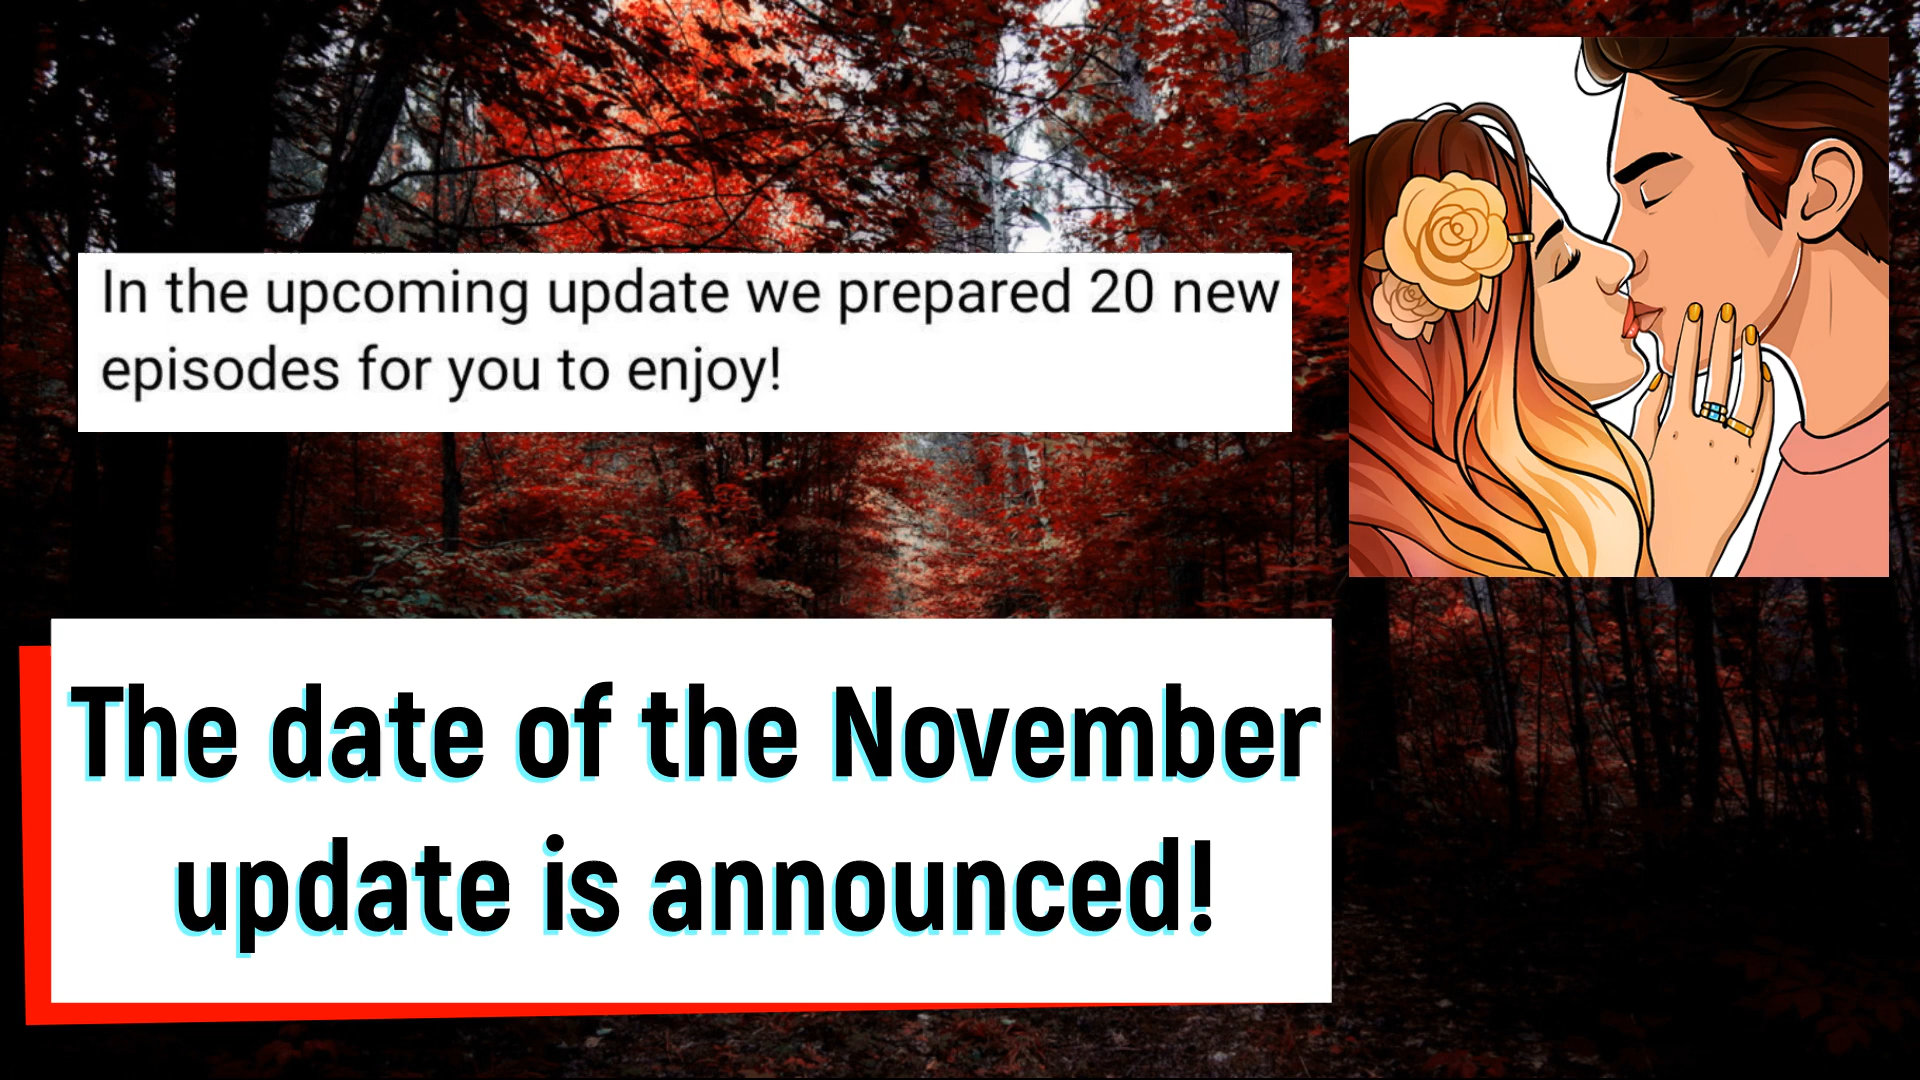 In the upcoming update we prepared 20 new
episodes for you to enjoy!
The date of the November
update is announced!